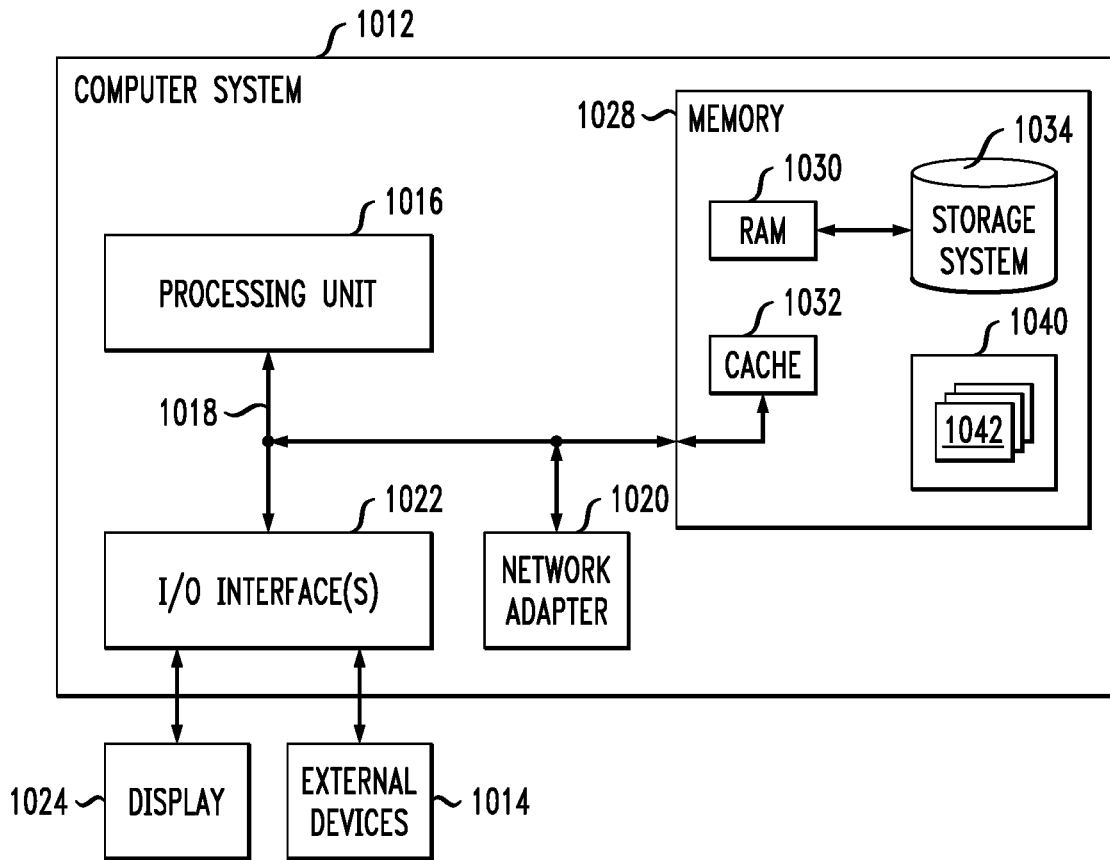 1012
COMPUTER SYSTEM
1028
MEMORY
1034
1030
RAM
STORAGE
SYSTEM
1016
PROCESSING UNIT
1032
CACHE
1040
1042
1018
1022
I/O INTERFACE(S)
1020
NETWORK
ADAPTER
1024
DISPLAY
EXTERNAL
DEVICES
1014